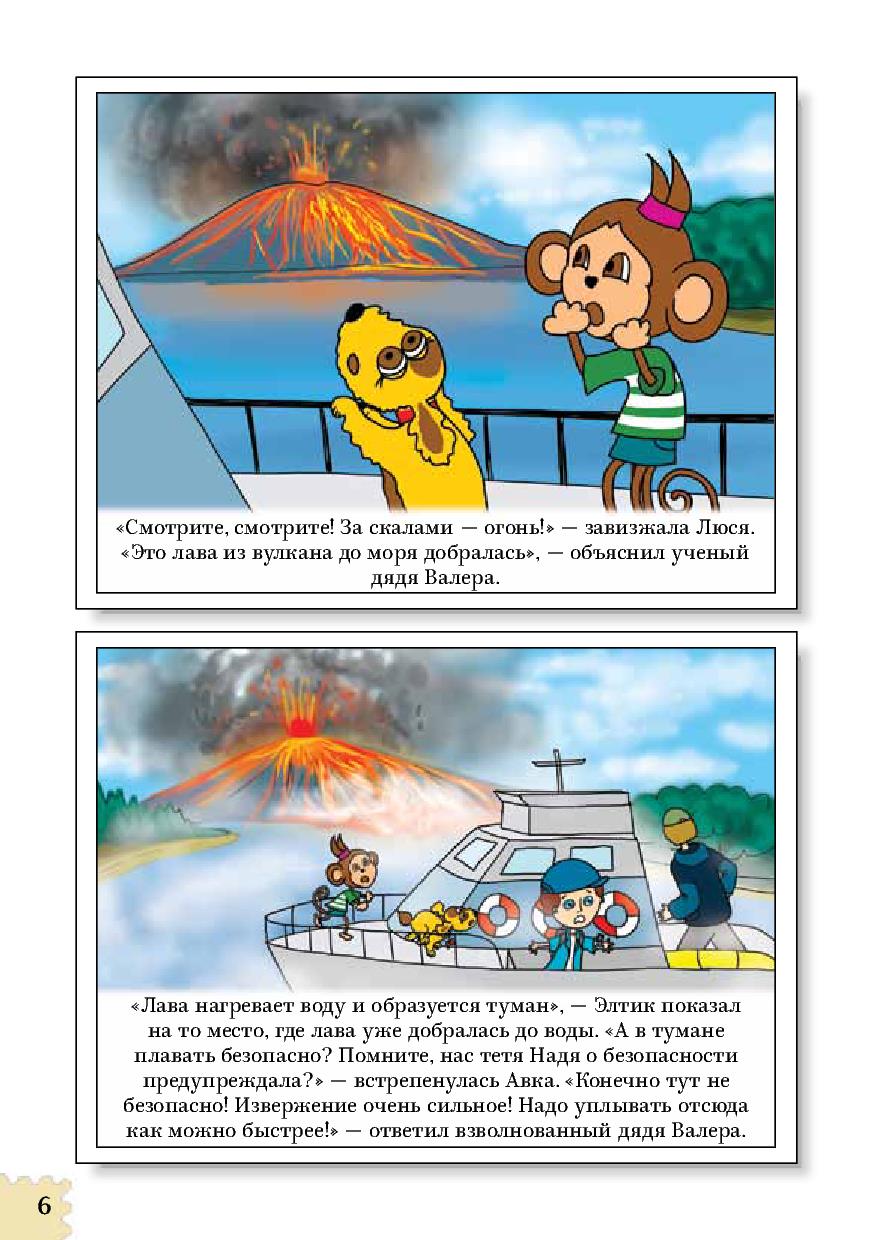 «Смотрите, смотрите! За скалами — огонь!» — завизжала Люся.
«Это лава из вулкана до моря добралась», — объяснил ученый
дядя Валера.
«Лава нагревает воду и образуется туман», — Элтик показал
на то место, где лава уже добралась до воды. «А в тумане
плавать безопасно? Помните, нас тетя Надя о безопасности
предупреждала?» — встрепенулась Авка. «Конечно тут не
безопасно! Извержение очень сильное! Надо уплывать отсюда
как можно быстрее!» — ответил взволнованный дядя Валера.
6